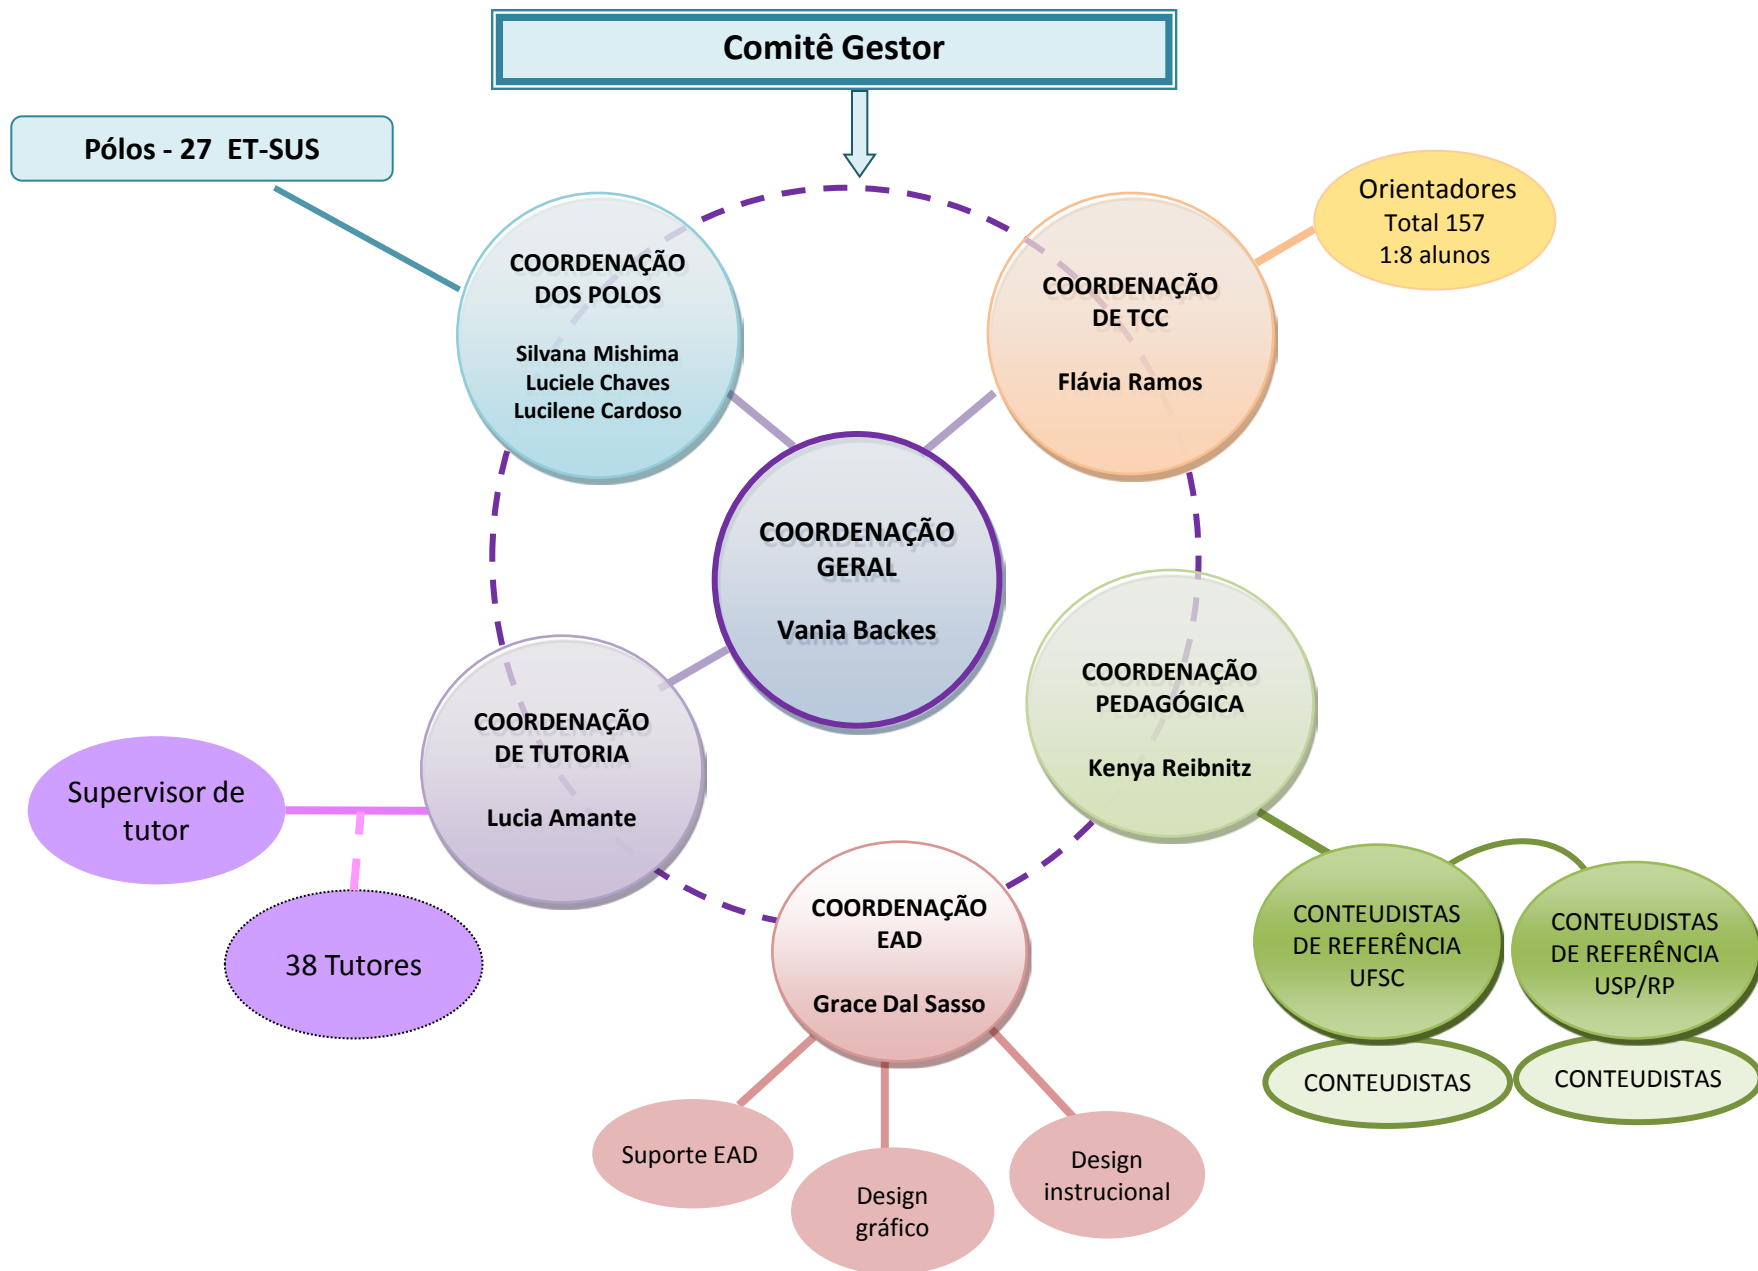 Comitê Gestor
Pólos - 27 ET-SUS
COORDENAÇÃO
DOS POLOS
Silvana Mishima
Luciele Chaves
Lucilene Cardoso
COORDENAÇÃO
DE TCC
Flávia Ramos
Orientadores
Total 157
1:8 alunos
COORDENAÇÃO
GERAL
Vania Backes
COORDENAÇÃO
DE TUTORIA
Lucia Amante
Supervisor de
tutor
38 Tutores
COORDENAÇÃO
PEDAGÓGICA
Kenya Reibnitz
CONTEUDISTAS
DE REFERÊNCIA
UFSC
CONTEUDISTAS
DE REFERÊNCIA
USP/RP
CONTEUDISTAS
CONTEUDISTAS
COORDENAÇÃO
EAD
Grace Dal Sasso
Suporte EAD
Design
gráfico
Design
instrucional